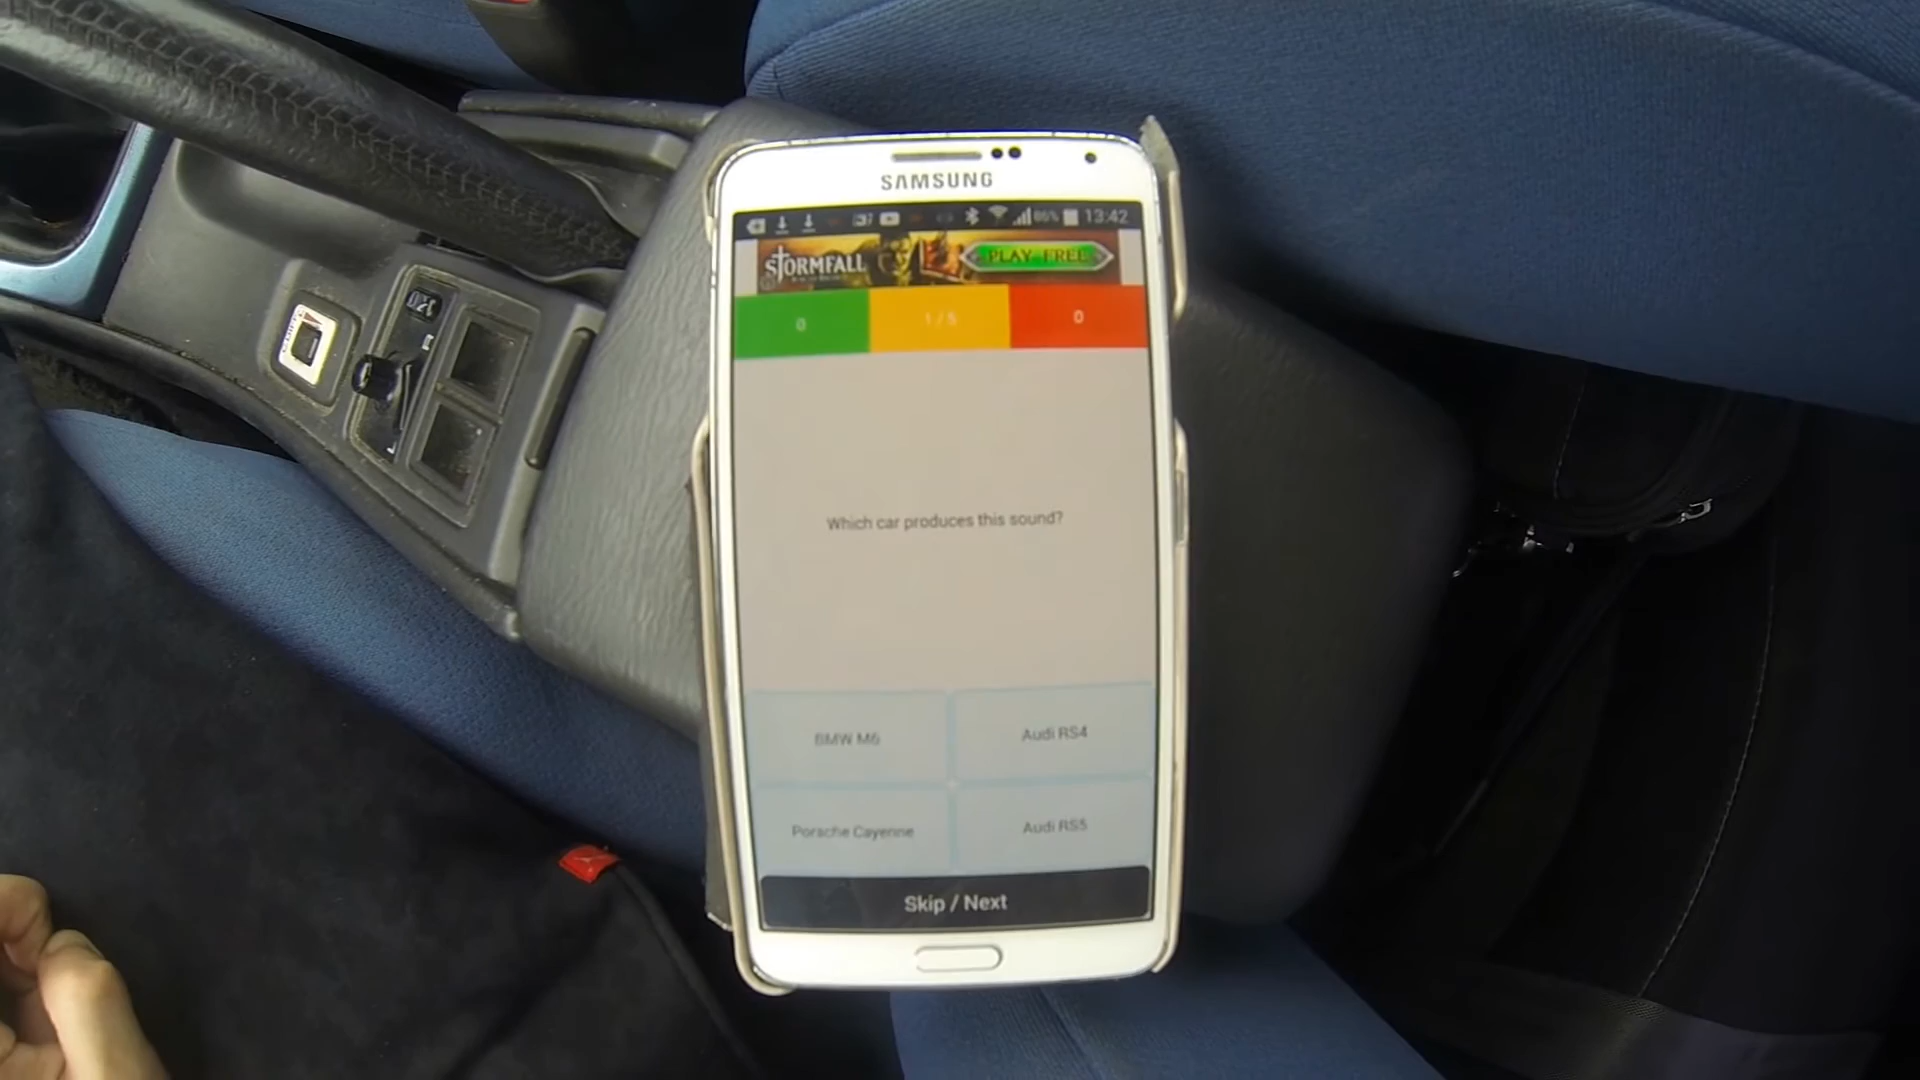 SAMSUNG
86% 13:42
STORMFALL
PLAY FREE
0
1 / 5
0
Which car produces this sound?
BMW M6
Audi RS4
Porsche Cayenne
Audi RS5
Skip / Next